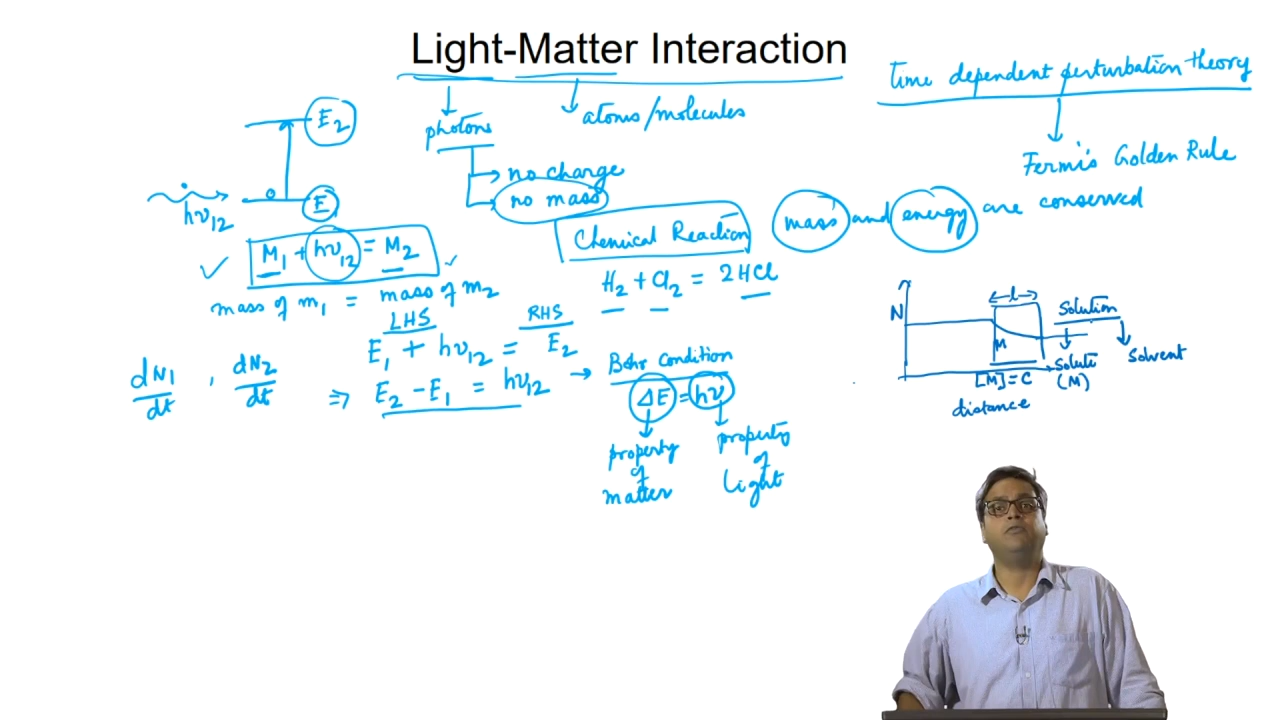 Light-Matter Interaction
Time dependent perturbation theory
Fermi's Golden Rule
photons
atoms/molecules
no change
no mass
E2
E
hν12
M1 + hν12 = M2
mass of m1 = mass of m2
Chemical Reaction
mass and energy are conserved
H2 + Cl2 = 2HCl
LHS
RHS
E1 + hν12 = E2
dN1/dt , dN2/dt
⇒ E2 - E1 = hν12 →
Bohr Condition
ΔE = hν
property of matter
property of light
N
l
M
[M] = C
distance
Solution
Solute (M)
Solvent